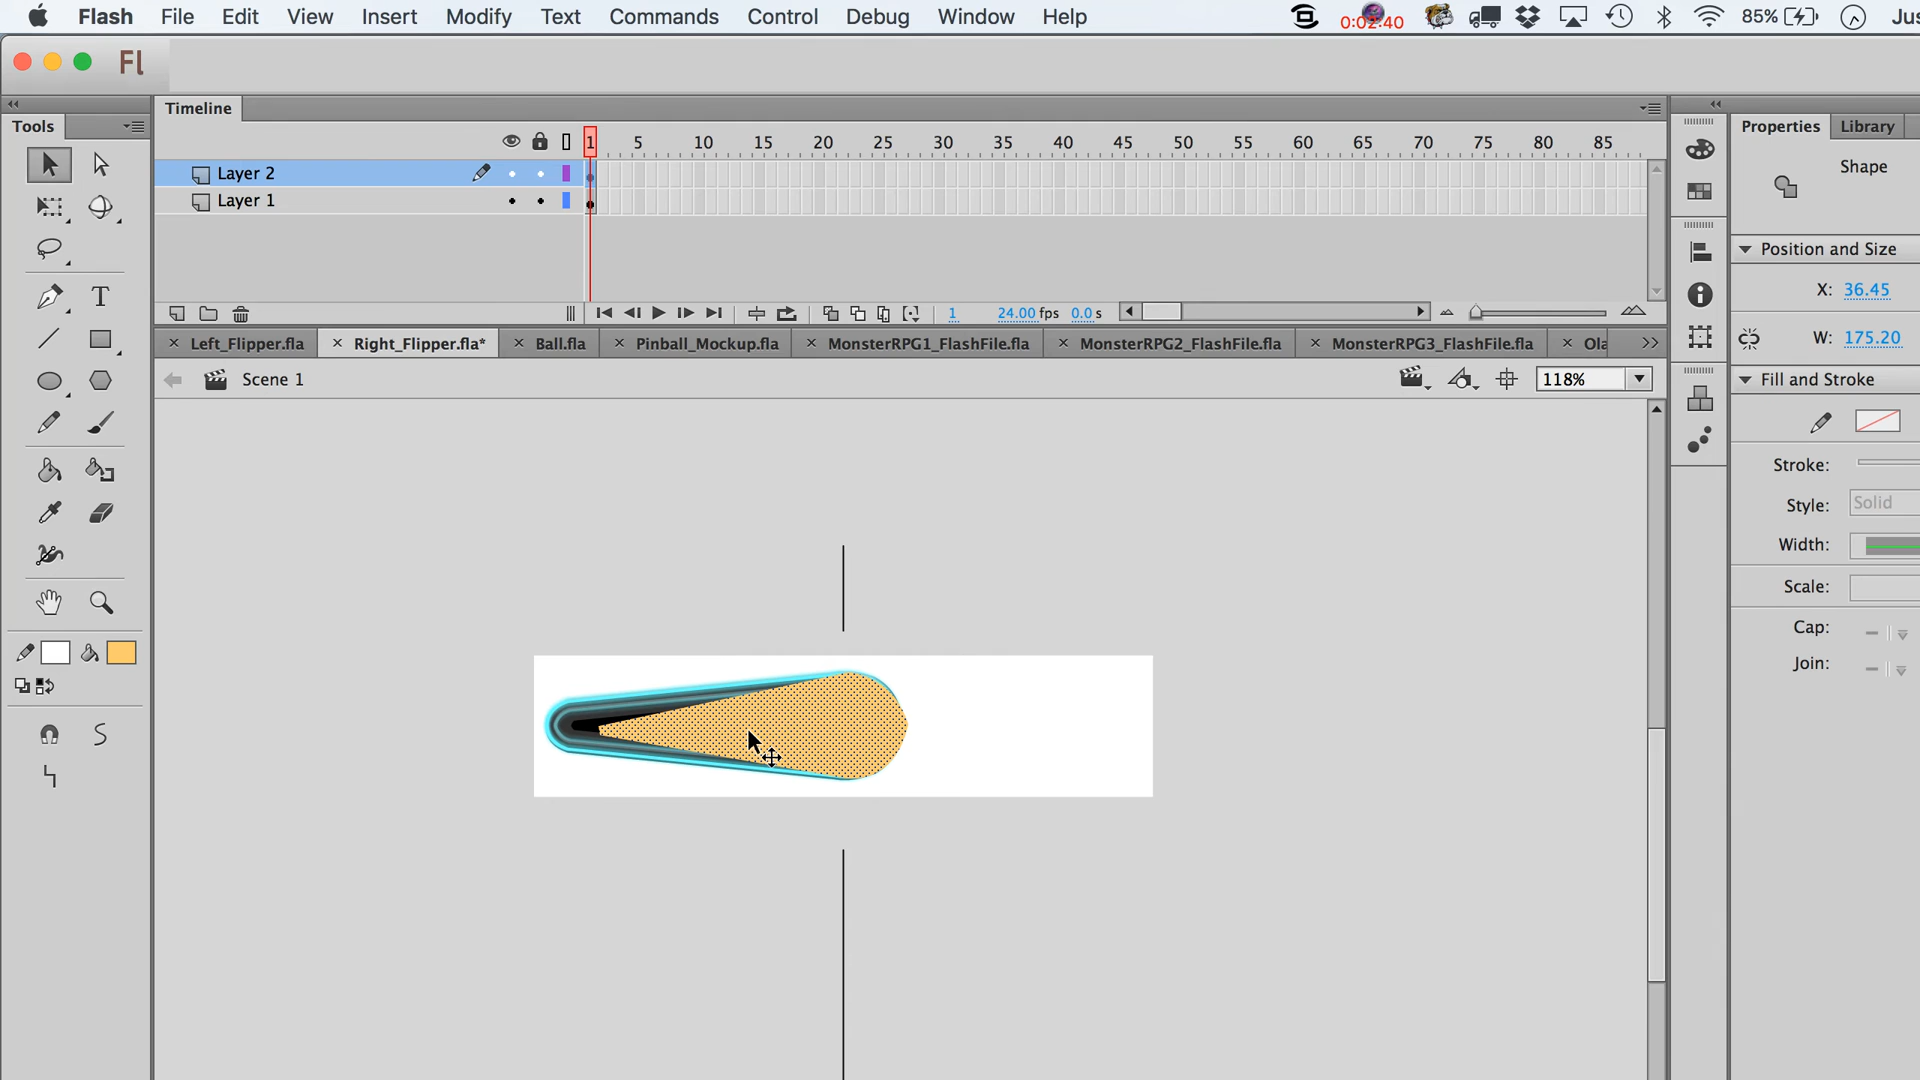 Flash File Edit View Insert Modify Text Commands Control Debug Window Help 0:02:40 85% Jus
Fl
Timeline
Tools
Properties Library
1 5 10 15 20 25 30 35 40 45 50 55 60 65 70 75 80 85
Shape
Layer 2
Layer 1
Position and Size
X: 36.45
1 24.00 fps 0.0 s
W: 175.20
Left_Flipper.fla Right_Flipper.fla* Ball.fla Pinball_Mockup.fla MonsterRPG1_FlashFile.fla MonsterRPG2_FlashFile.fla MonsterRPG3_FlashFile.fla Ola
Scene 1 118%
Fill and Stroke
Stroke:
Style: Solid
Width:
Scale:
Cap:
Join: